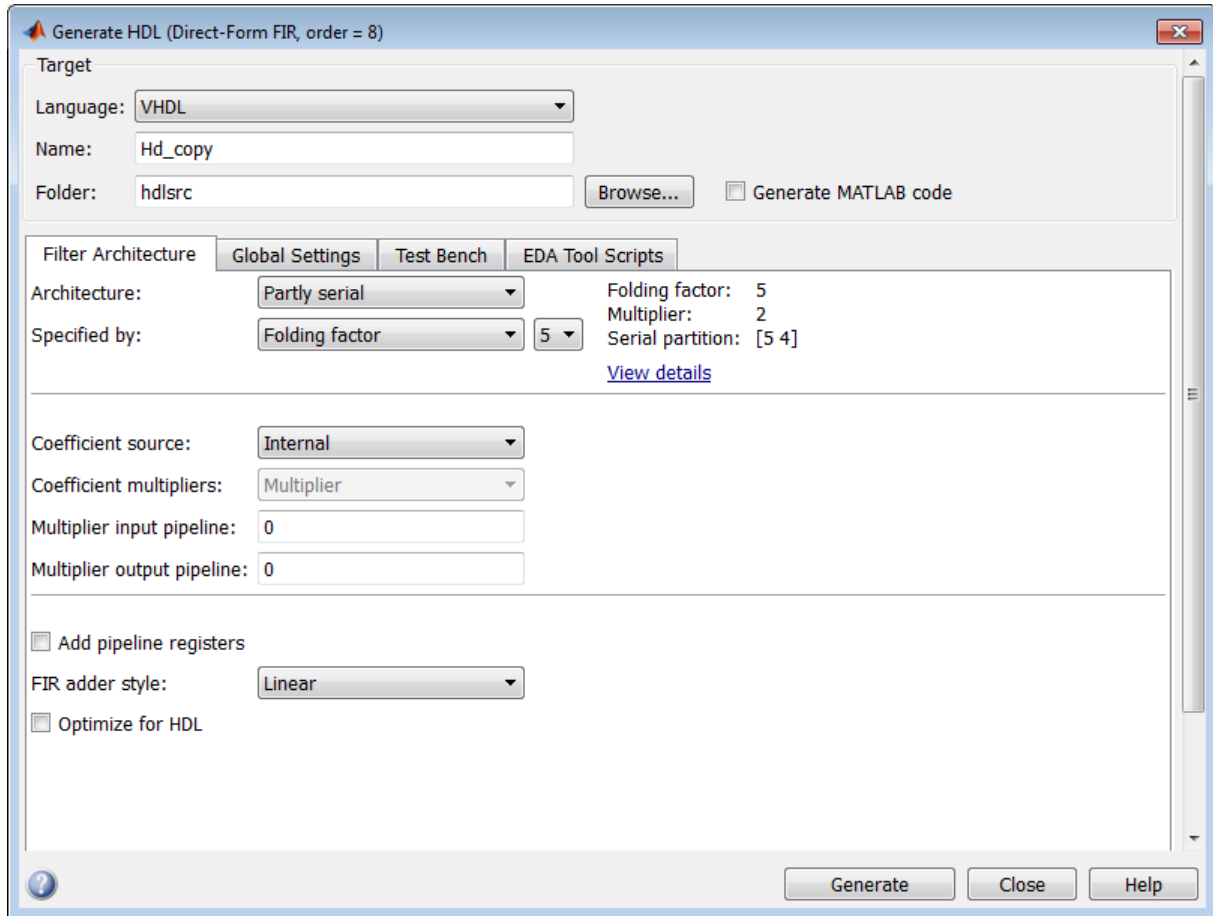 Generate HDL (Direct-Form FIR, order = 8)
Target
Language: VHDL
Name: Hd_copy
Folder: hdlsrc Browse... Generate MATLAB code
Filter Architecture Global Settings Test Bench EDA Tool Scripts
Architecture: Partly serial Folding factor: 5
Multiplier: 2
Specified by: Folding factor 5 Serial partition: [5 4]
View details
Coefficient source: Internal
Coefficient multipliers: Multiplier
Multiplier input pipeline: 0
Multiplier output pipeline: 0
Add pipeline registers
FIR adder style: Linear
Optimize for HDL
? Generate Close Help